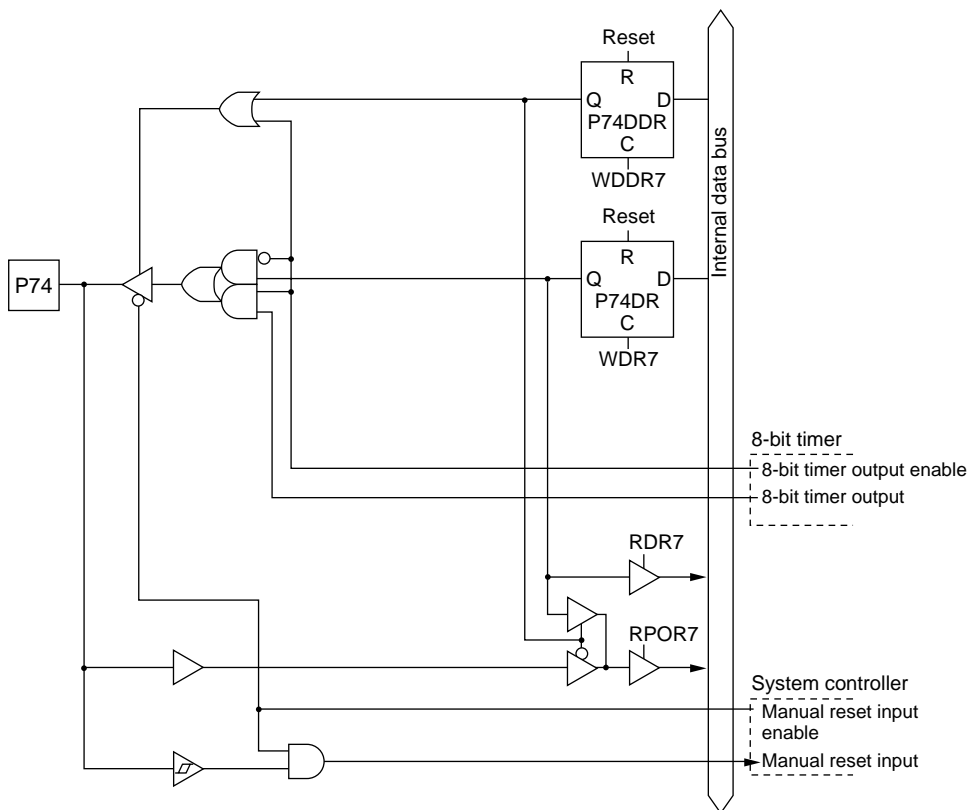 Reset
R
Q D
P74DDR
C
WDDR7
Reset
R
Q D
P74DR
C
WDR7
Internal data bus
P74
8-bit timer
8-bit timer output enable
8-bit timer output
RDR7
RPOR7
System controller
Manual reset input
enable
Manual reset input